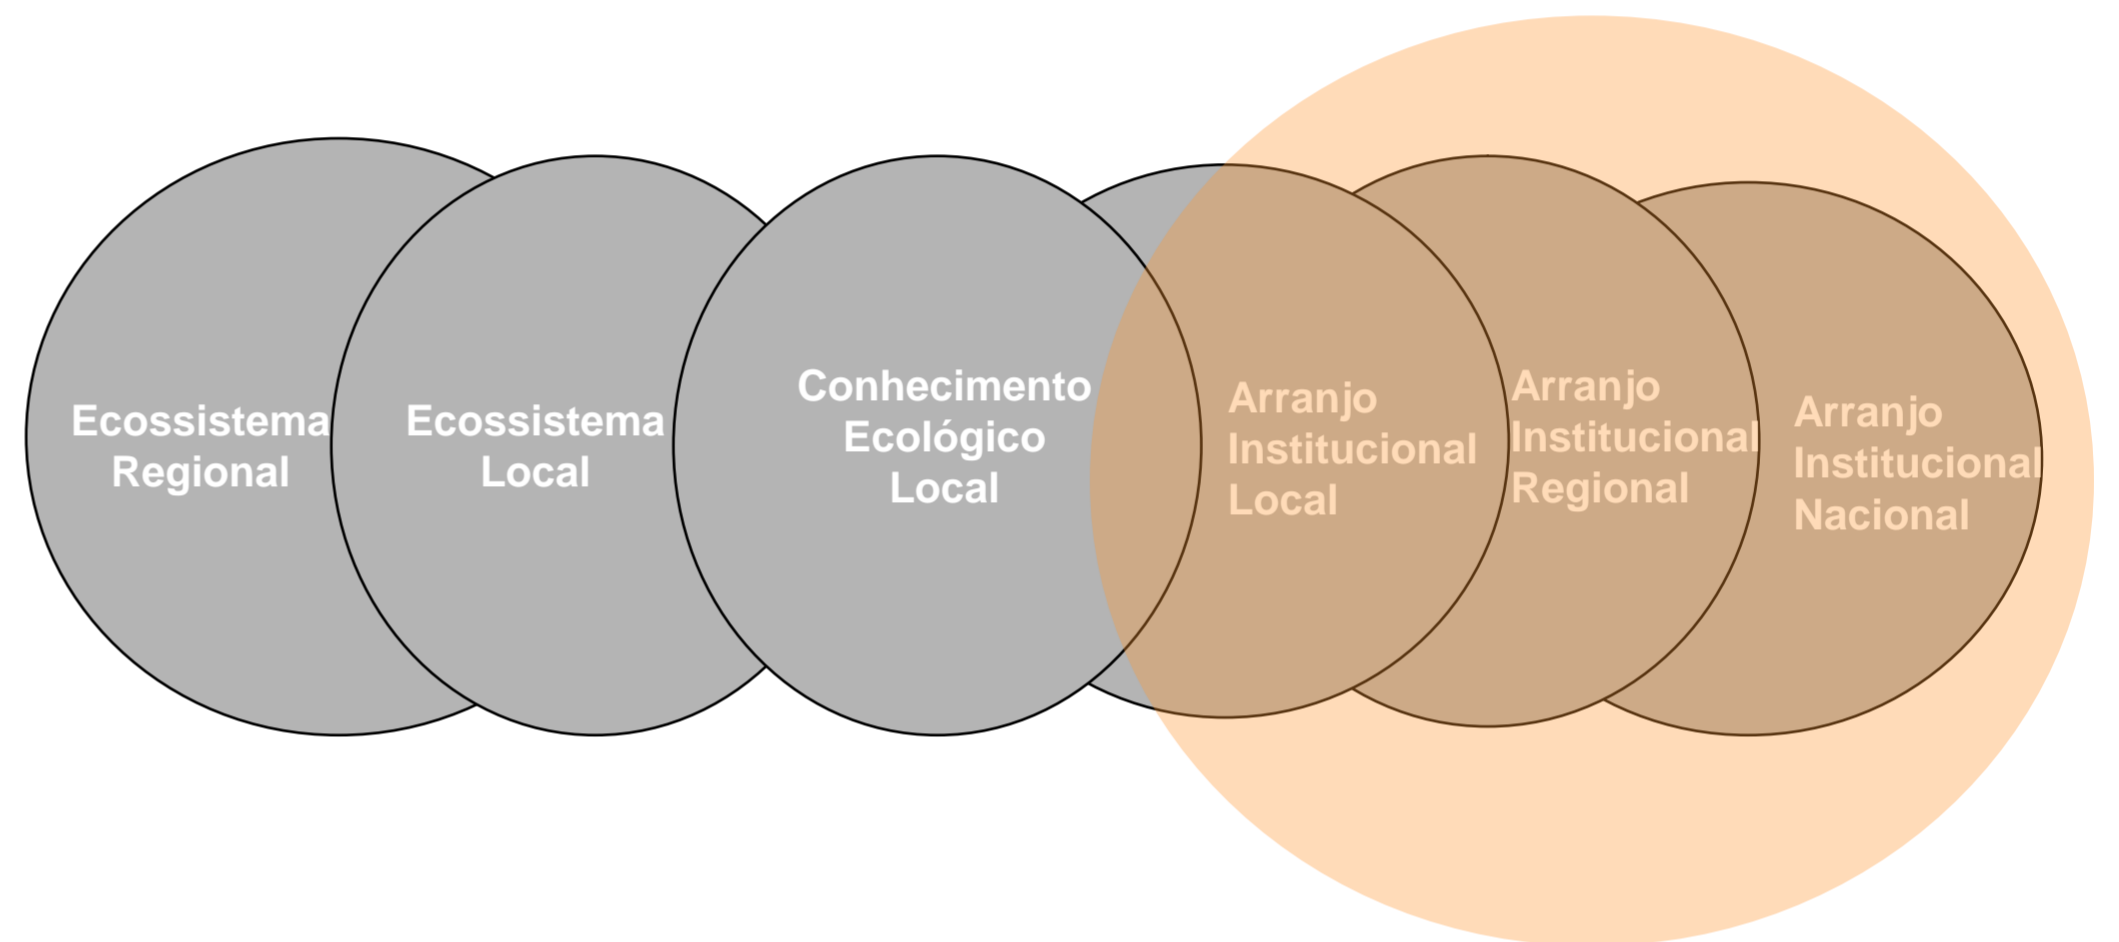 Ecossistema
Regional
Ecossistema
Local
Conhecimento
Ecológico
Local
Arranjo
Institucional
Local
Arranjo
Institucional
Regional
Arranjo
Institucional
Nacional